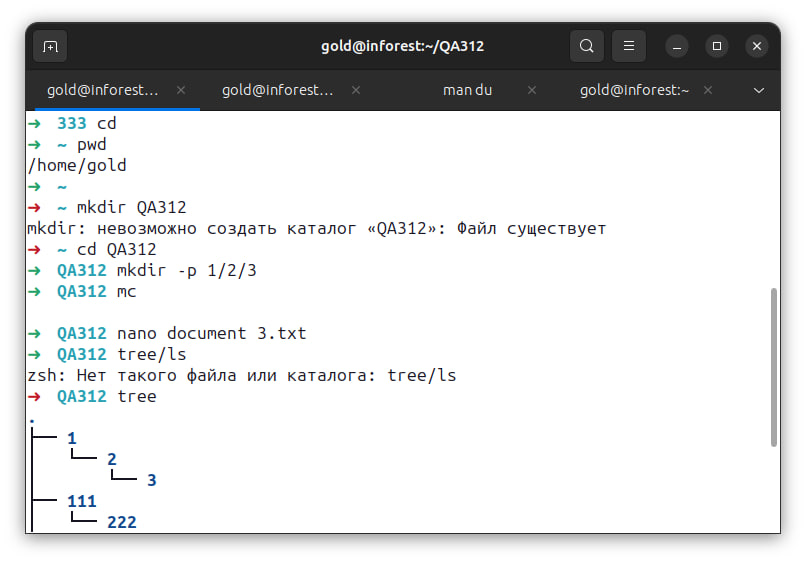 gold@inforest:~/QA312
gold@inforest... gold@inforest... man du gold@inforest:~
➜ 333 cd
➜ ~ pwd
/home/gold
➜ ~
➜ ~ mkdir QA312
mkdir: невозможно создать каталог «QA312»: Файл существует
➜ ~ cd QA312
➜ QA312 mkdir -p 1/2/3
➜ QA312 mc
➜ QA312 nano document 3.txt
➜ QA312 tree/ls
zsh: Нет такого файла или каталога: tree/ls
➜ QA312 tree
.
├── 1
│   └── 2
│       └── 3
├── 111
│   └── 222